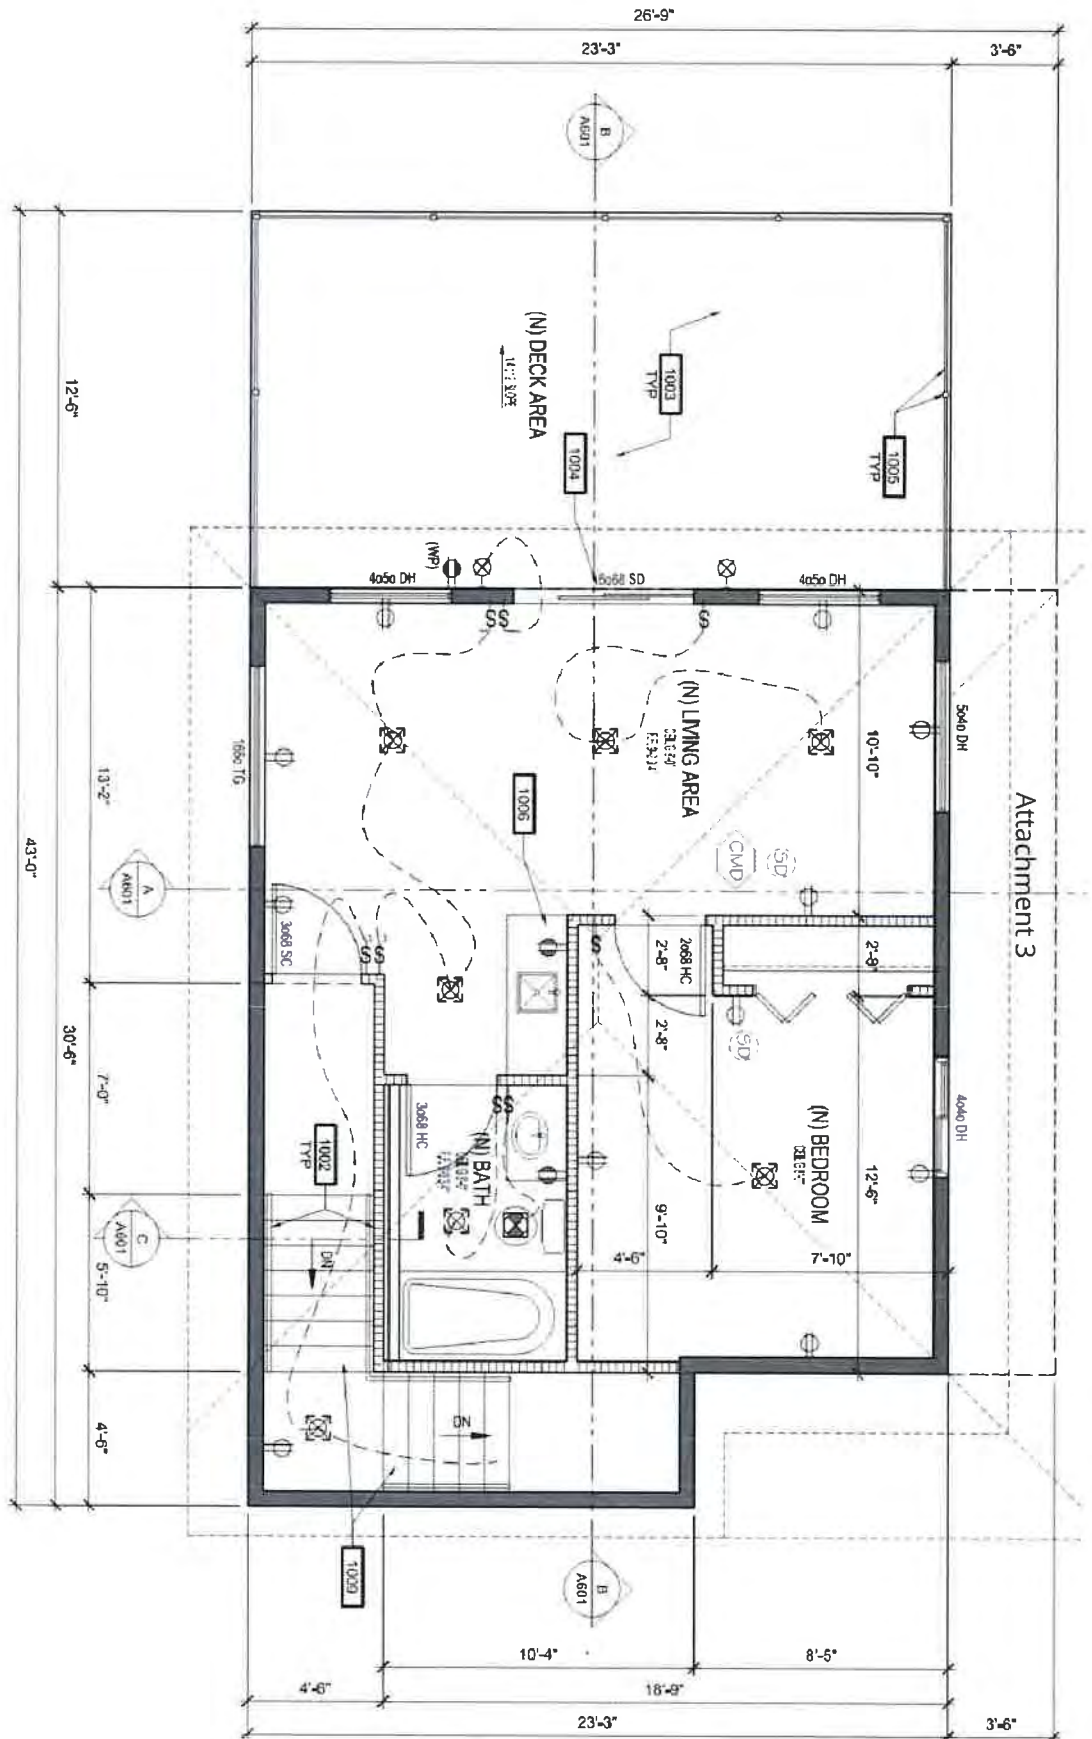 26'-9"
23'-3"
3'-6"
B
A601
(N) DECK AREA
1003
TYP
1004
1005
TYP
12'-6"
(WP)
4o5o DH
6o68 SD
4o5o DH
S S
S
(N) LIVING AREA
5o4o DH
10'-10"
Attachment 3
1006
SD
CMD
13'-2"
43'-0"
A
A601
3o68 SC
S S
S
2'-8"
2o68 HC
2'-8"
2'-8"
SD
30'-6"
7'-0"
3o68 HC
S S
(N) BATH
(N) BEDROOM
4o4o DH
12'-6"
1002
TYP
C
A601
DN
9'-10"
4'-6"
7'-10"
5'-10"
4'-6"
DN
1009
B
A601
10'-4"
8'-5"
4'-6"
18'-9"
23'-3"
3'-6"